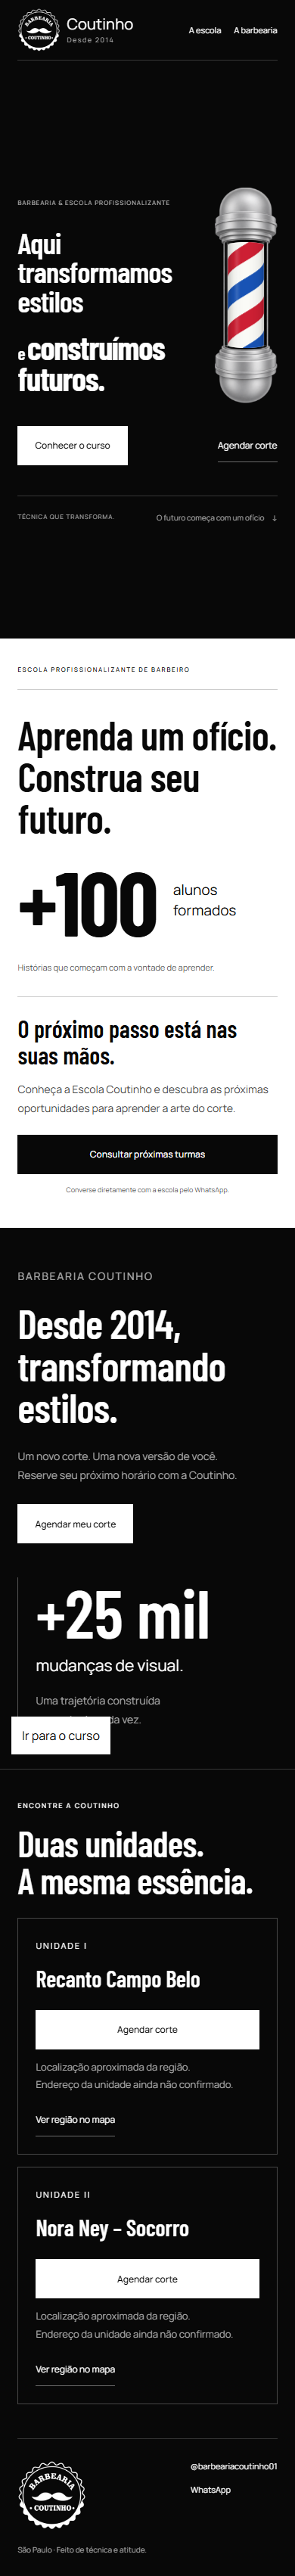 BARBEARIA
COUTINHO
Coutinho
Desde 2014
A escola
A barbearia
BARBEARIA & ESCOLA PROFISSIONALIZANTE
Aqui
transformamos
estilos
e construímos
futuros.
Conhecer o curso
Agendar corte
TÉCNICA QUE TRANSFORMA.
O futuro começa com um ofício ↓
ESCOLA PROFISSIONALIZANTE DE BARBEIRO
Aprenda um ofício.
Construa seu
futuro.
+100
alunos
formados
Histórias que começam com a vontade de aprender.
O próximo passo está nas
suas mãos.
Conheça a Escola Coutinho e descubra as próximas
oportunidades para aprender a arte do corte.
Consultar próximas turmas
Converse diretamente com a escola pelo WhatsApp.
BARBEARIA COUTINHO
Desde 2014,
transformando
estilos.
Um novo corte. Uma nova versão de você.
Reserve seu próximo horário com a Coutinho.
Agendar meu corte
+25 mil
mudanças de visual.
Uma trajetória construída
da vez.
Ir para o curso
ENCONTRE A COUTINHO
Duas unidades.
A mesma essência.
UNIDADE I
Recanto Campo Belo
Agendar corte
Localização aproximada da região.
Endereço da unidade ainda não confirmado.
Ver região no mapa
UNIDADE II
Nora Ney – Socorro
Agendar corte
Localização aproximada da região.
Endereço da unidade ainda não confirmado.
Ver região no mapa
BARBEARIA
COUTINHO
@barbeariacoutinho01
WhatsApp
São Paulo · Feito de técnica e atitude.